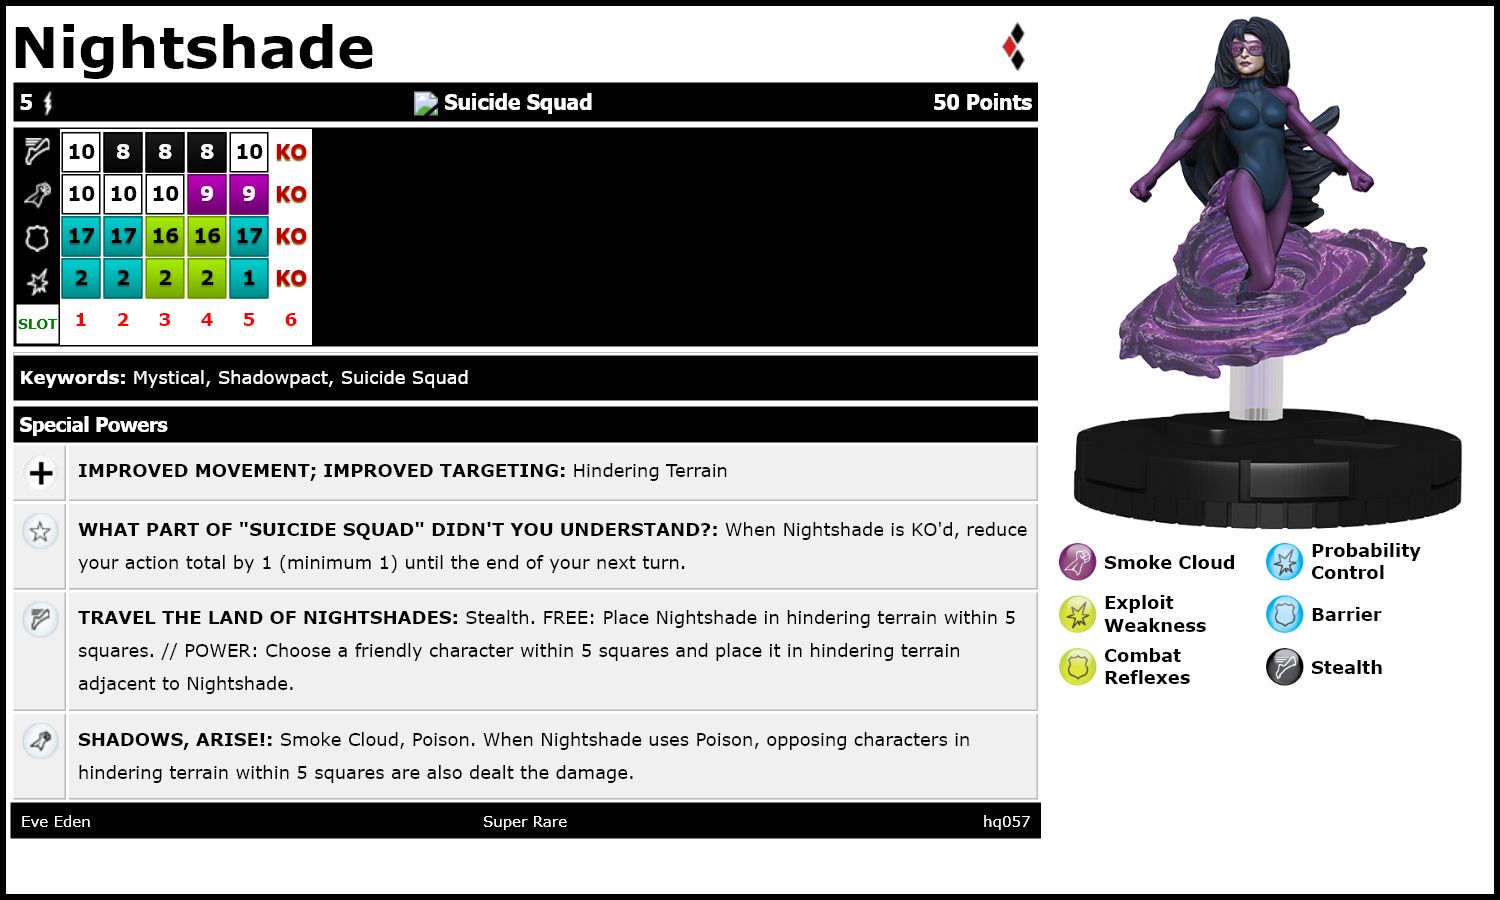 Nightshade
5 Suicide Squad 50 Points
10 8 8 8 10 KO
10 10 10 9 9 KO
17 17 16 16 17 KO
2 2 2 2 1 KO
SLOT 1 2 3 4 5 6
Keywords: Mystical, Shadowpact, Suicide Squad
Special Powers
IMPROVED MOVEMENT; IMPROVED TARGETING: Hindering Terrain
WHAT PART OF "SUICIDE SQUAD" DIDN'T YOU UNDERSTAND?: When Nightshade is KO'd, reduce
your action total by 1 (minimum 1) until the end of your next turn.
TRAVEL THE LAND OF NIGHTSHADES: Stealth. FREE: Place Nightshade in hindering terrain within 5
squares. // POWER: Choose a friendly character within 5 squares and place it in hindering terrain
adjacent to Nightshade.
SHADOWS, ARISE!: Smoke Cloud, Poison. When Nightshade uses Poison, opposing characters in
hindering terrain within 5 squares are also dealt the damage.
Eve Eden Super Rare hq057
Smoke Cloud
Probability
Control
Exploit
Weakness
Barrier
Combat
Reflexes
Stealth